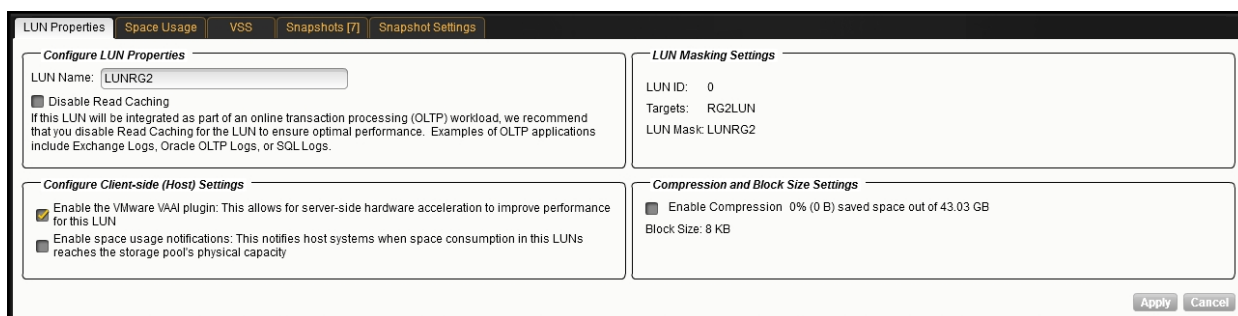 LUN Properties
Space Usage
VSS
Snapshots [7]
Snapshot Settings
Configure LUN Properties
LUN Name: LUNRG2
Disable Read Caching
If this LUN will be integrated as part of an online transaction processing (OLTP) workload, we recommend
that you disable Read Caching for the LUN to ensure optimal performance. Examples of OLTP applications
include Exchange Logs, Oracle OLTP Logs, or SQL Logs.
LUN Masking Settings
LUN ID: 0
Targets: RG2LUN
LUN Mask: LUNRG2
Configure Client-side (Host) Settings
Enable the VMware VAAI plugin: This allows for server-side hardware acceleration to improve performance
for this LUN
Enable space usage notifications: This notifies host systems when space consumption in this LUNs
reaches the storage pool's physical capacity
Compression and Block Size Settings
Enable Compression 0% (0 B) saved space out of 43.03 GB
Block Size: 8 KB
Apply
Cancel